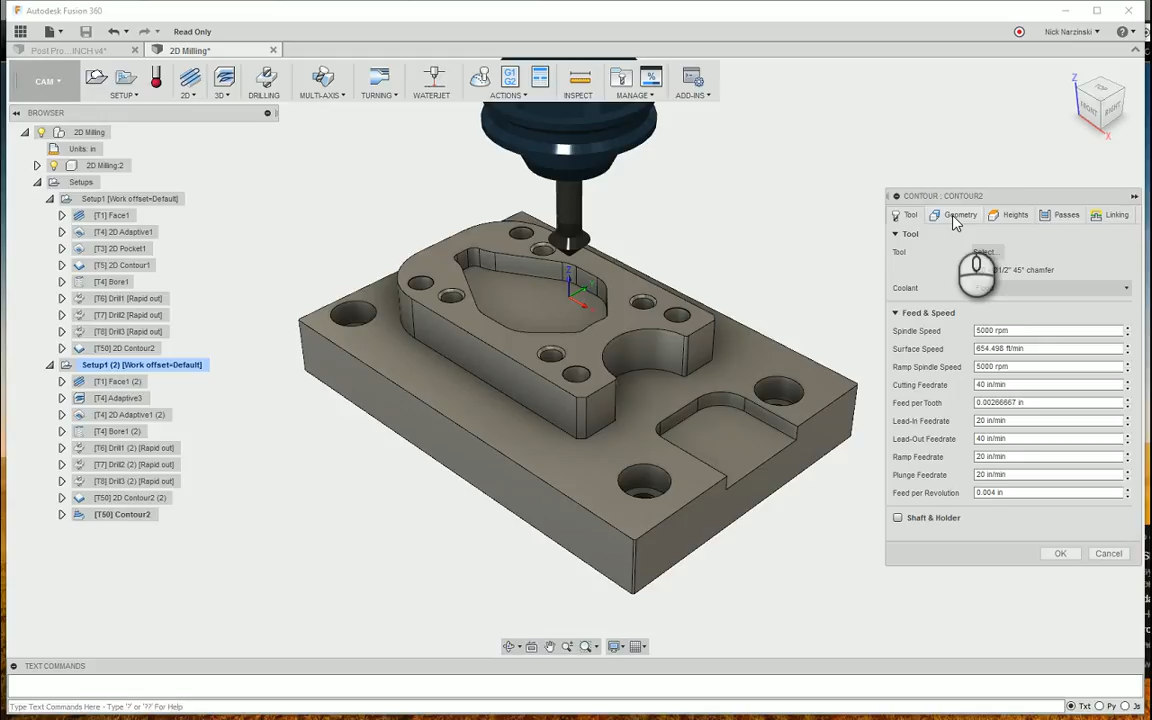 Autodesk Fusion 360
Read Only
Nick Narzinski
Post Pro...INCH v4*
2D Milling*
CAM
SETUP
2D
3D
DRILLING
MULTI-AXIS
TURNING
WATERJET
G1
G2
ACTIONS
INSPECT
MANAGE
ADD-INS
BROWSER
2D Milling
Units: in
2D Milling:2
Setups
Setup1 [Work offset=Default]
[T1] Face1
[T4] 2D Adaptive1
[T3] 2D Pocket1
[T5] 2D Contour1
[T4] Bore1
[T6] Drill1 [Rapid out]
[T7] Drill2 [Rapid out]
[T8] Drill3 [Rapid out]
[T50] 2D Contour2
Setup1 (2) [Work offset=Default]
[T1] Face1 (2)
[T4] Adaptive3
[T4] 2D Adaptive1 (2)
[T4] Bore1 (2)
[T6] Drill1 (2) [Rapid out]
[T7] Drill2 (2) [Rapid out]
[T8] Drill3 (2) [Rapid out]
[T50] 2D Contour2 (2)
[T50] Contour2
Z
FRONT
RIGHT
X
Z
CONTOUR : CONTOUR2
Tool
Geometry
Heights
Passes
Linking
Tool
Tool
Select...
1/2" 45° chamfer
Coolant
Feed & Speed
Spindle Speed 5000 rpm
Surface Speed 654.498 ft/min
Ramp Spindle Speed 5000 rpm
Cutting Feedrate 40 in/min
Feed per Tooth 0.00266667 in
Lead-In Feedrate 20 in/min
Lead-Out Feedrate 40 in/min
Ramp Feedrate 20 in/min
Plunge Feedrate 20 in/min
Feed per Revolution 0.004 in
Shaft & Holder
OK
Cancel
TEXT COMMANDS
Type Text Commands Here - Type '?' or '??' For Help
Txt
Py
Js